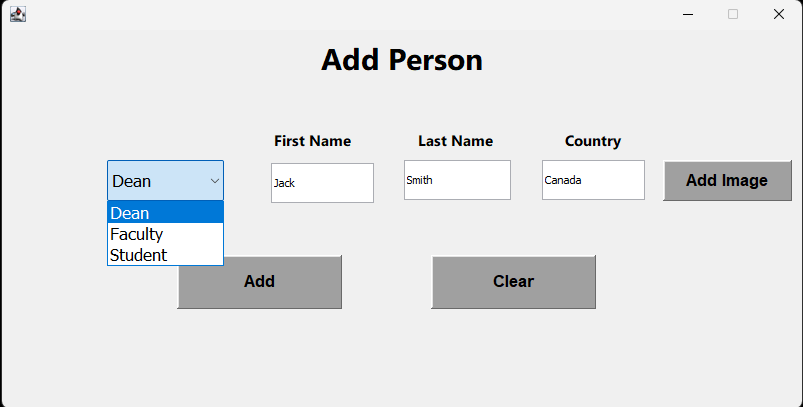 Add Person
First Name Last Name Country
Dean Jack Smith Canada Add Image
Dean
Faculty
Student
Add Clear